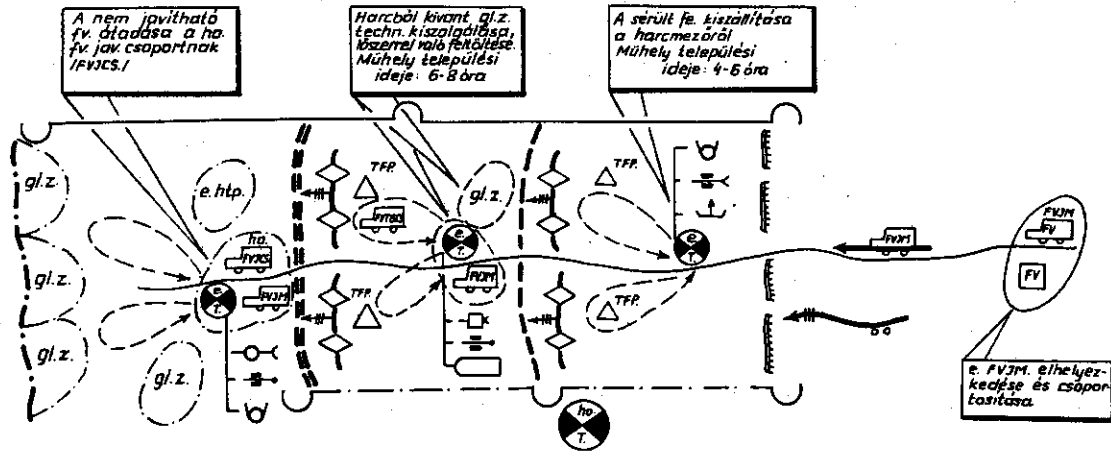 A nem javítható
fv. átadása a ho.
fv. jav. csoportnak
/FVJCS./
Harcból kivont gl.z.
techn. kiszolgálása,
lőszerrel való feltöltése.
Műhely települési
ideje: 6-8 óra
A sérült fe. kiszállítása
a harcmezőről
Műhely települési
ideje: 4-6 óra
gl.z.
gl.z.
gl.z.
e.htp.
gl.z.
ho.
FVJCS.
FVJM
e.
T.
TFP.
TFP.
gl.z.
e.
T.
FVJM
TFP.
TFP.
e.
T.
FVJM
FVJM
FV
FV
ho.
T.
e. FVJM. elhelyez-
kedése és csopor-
tosítása